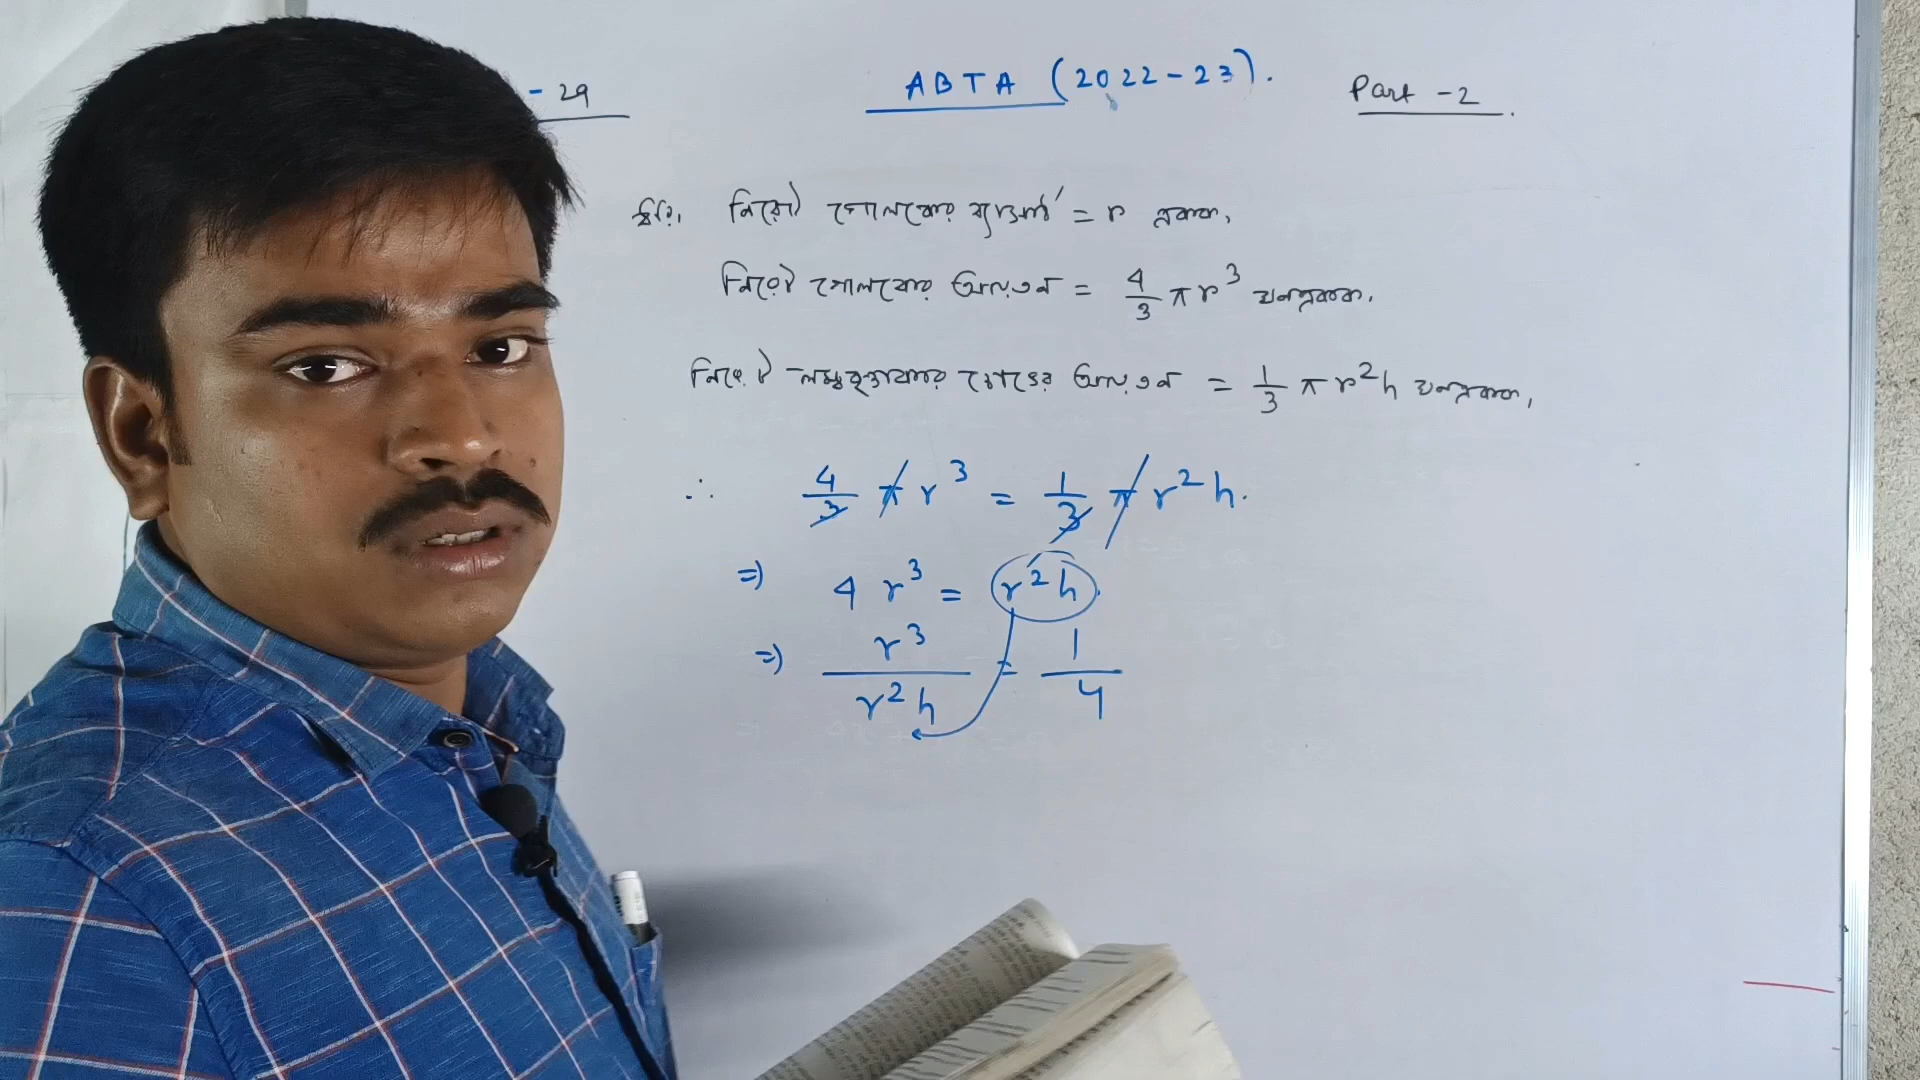 - 29
ABTA (2022-23).
Part -2
ধরি, নিরেট গোলকের ব্যাসার্ধ = r একক,
নিরেট গোলকের আয়তন = 4/3 π r³ ঘনএকক,
নিরেট লম্ববৃত্তাকার আয়তন = 1/3 π r² h ঘনএকক,
∴ 4/3 π r³ = 1/3 π r² h.
⇒ 4 r³ = r² h.
⇒ r³/r² h = 1/4